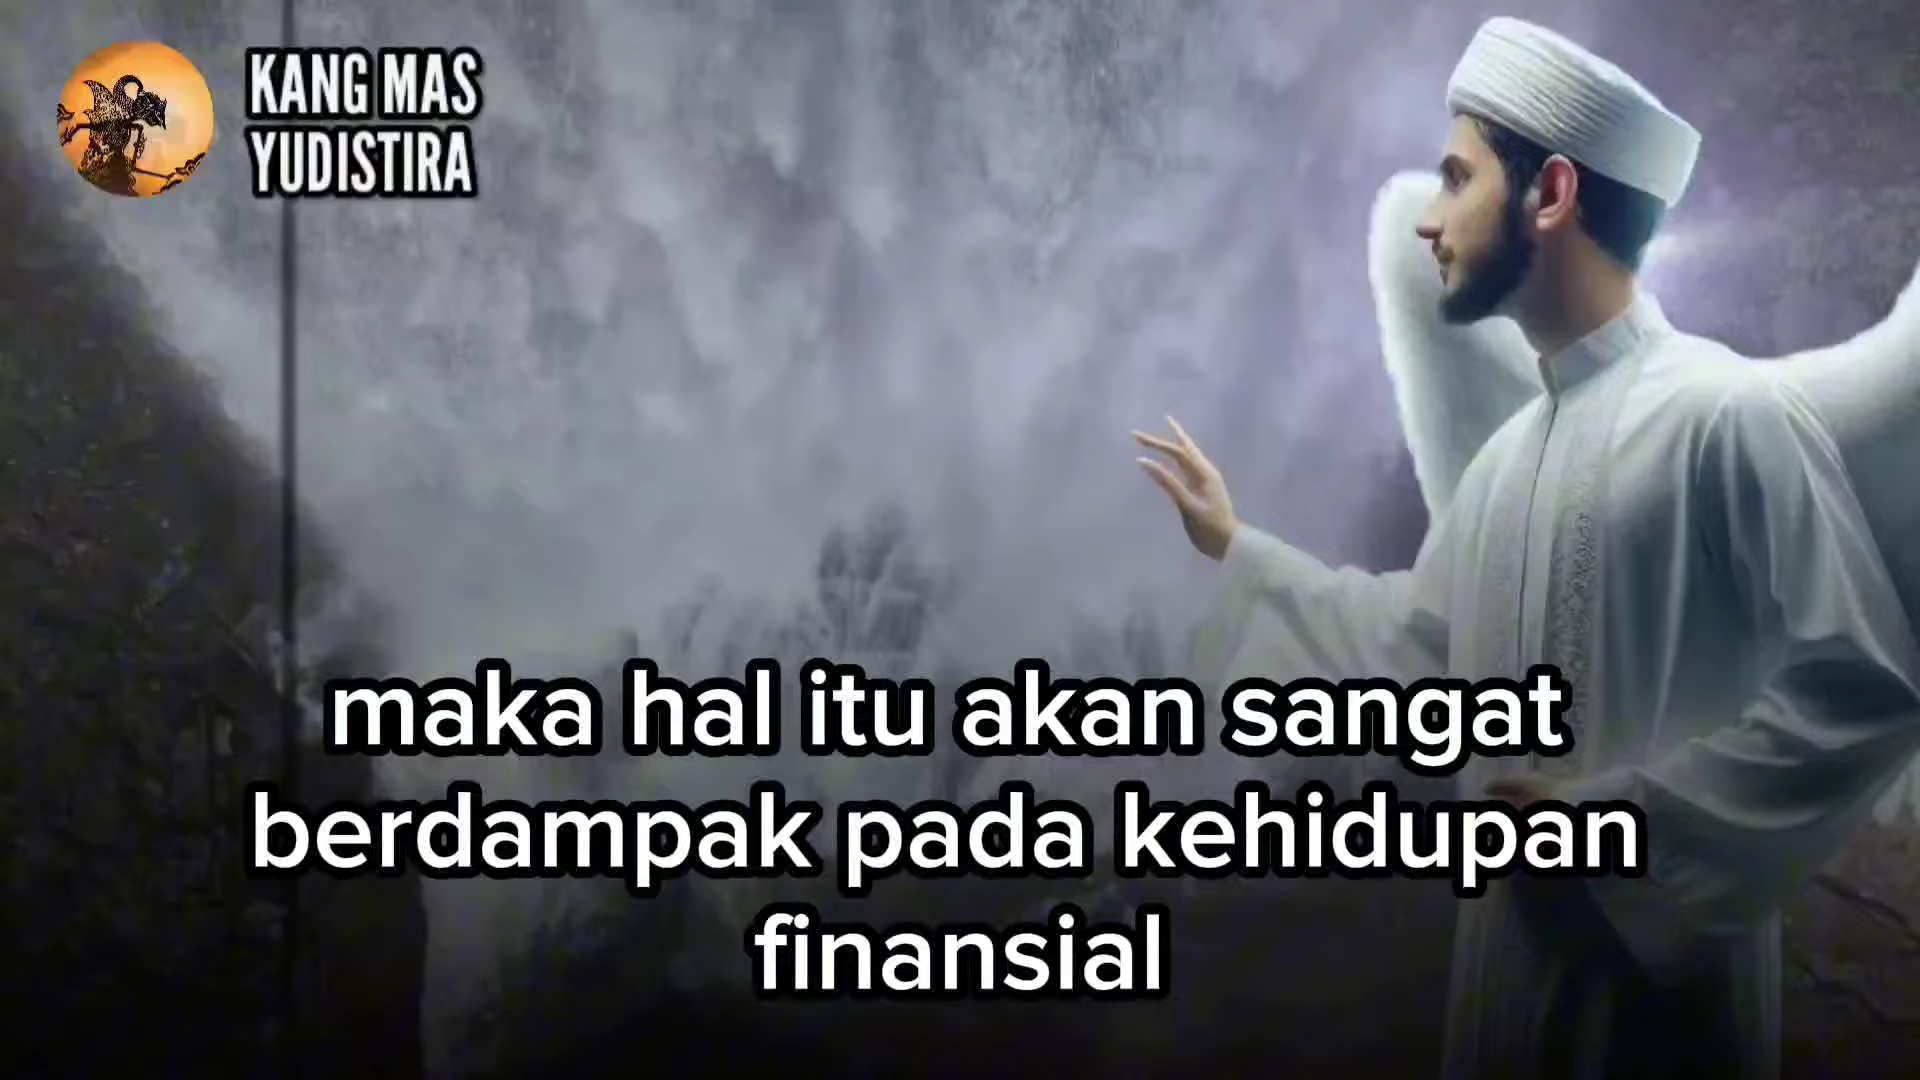 KANG MAS
YUDISTIRA
maka hal itu akan sangat
berdampak pada kehidupan
finansial